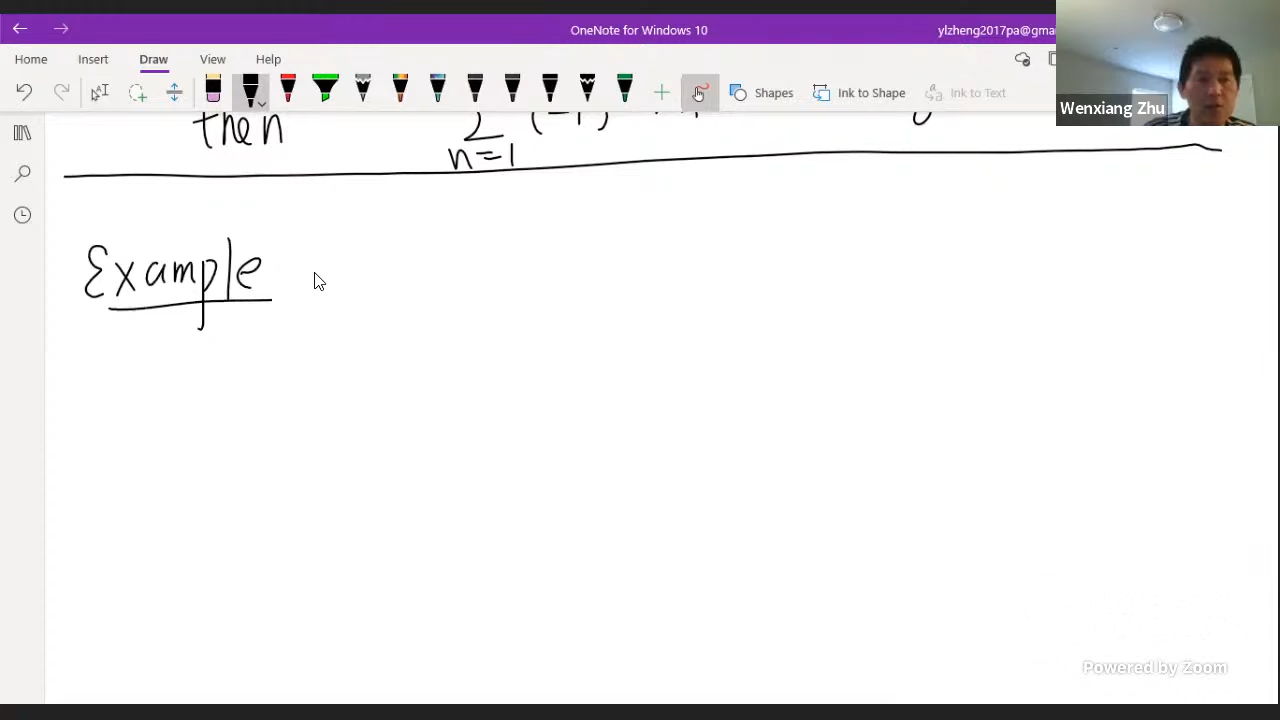 OneNote for Windows 10
ylzheng2017pa@gma
Home Insert Draw View Help
Shapes Ink to Shape Ink to Text
Wenxiang Zhu
then
n=1
Example
Powered by Zoom